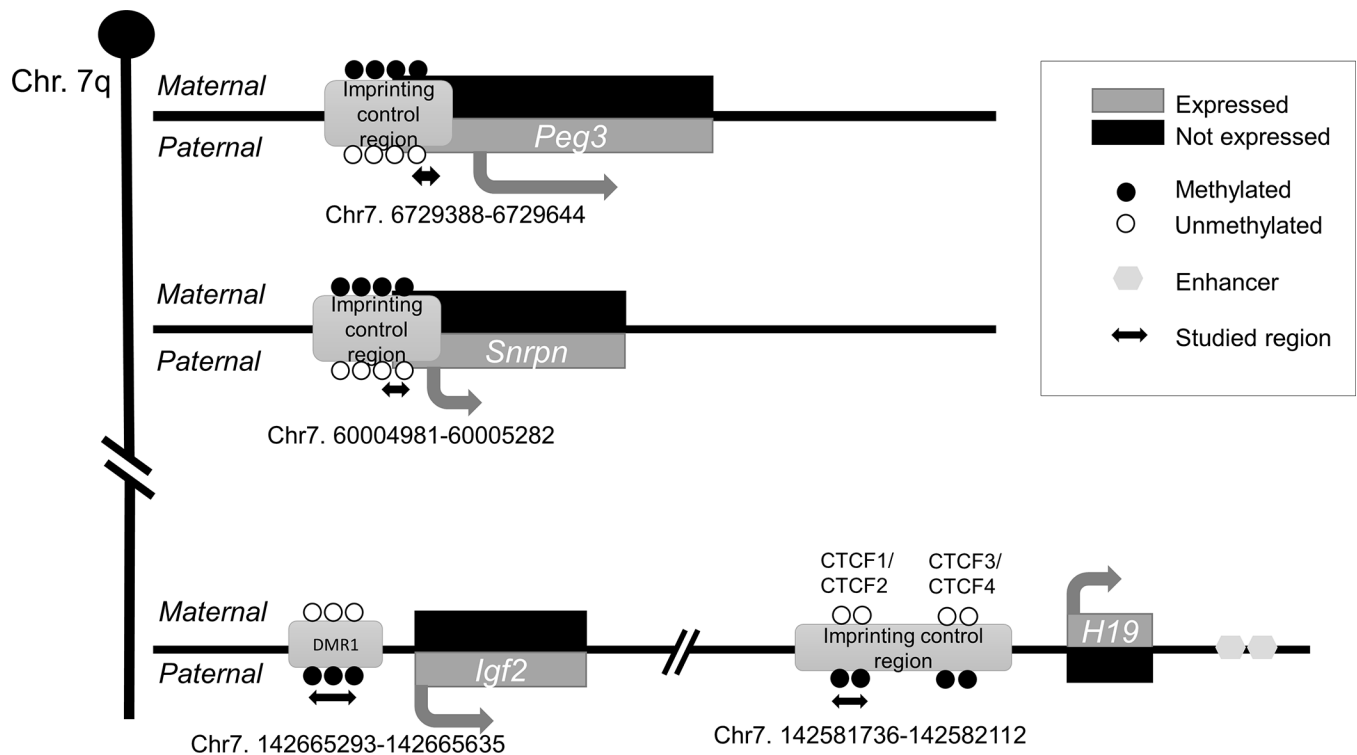 Chr. 7q
Maternal
Imprinting
control
region
Paternal
Peg3
Chr7. 6729388-6729644
Expressed
Not expressed
Methylated
Unmethylated
Enhancer
Studied region
Maternal
Imprinting
control
region
Paternal
Snrpn
Chr7. 60004981-60005282
Maternal
DMR1
Paternal
Igf2
Chr7. 142665293-142665635
CTCF1/
CTCF2
CTCF3/
CTCF4
Imprinting control
region
H19
Chr7. 142581736-142582112